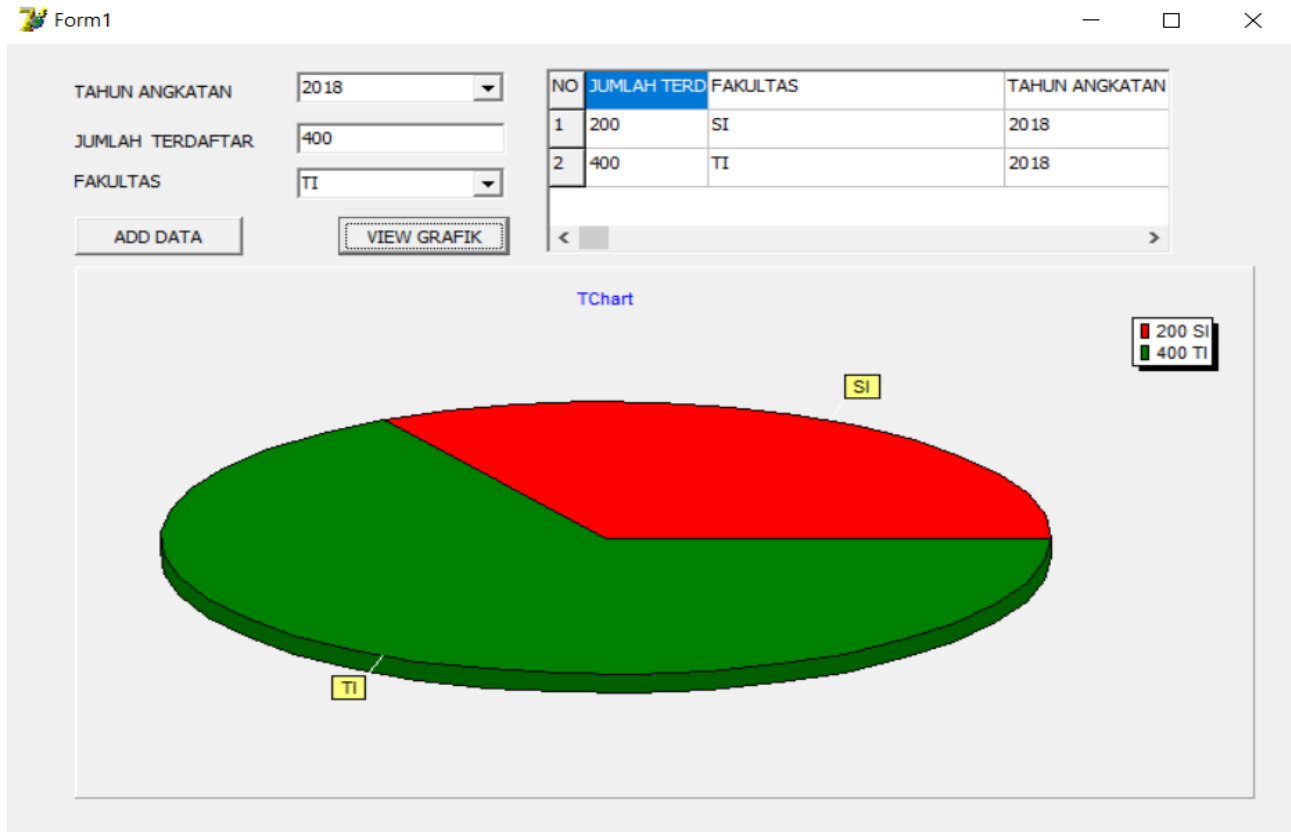 Form1
TAHUN ANGKATAN 2018
JUMLAH TERDAFTAR 400
FAKULTAS TI
ADD DATA VIEW GRAFIK
NO JUMLAH TERD FAKULTAS TAHUN ANGKATAN
1 200 SI 2018
2 400 TI 2018
TChart
200 SI
400 TI
SI
TI